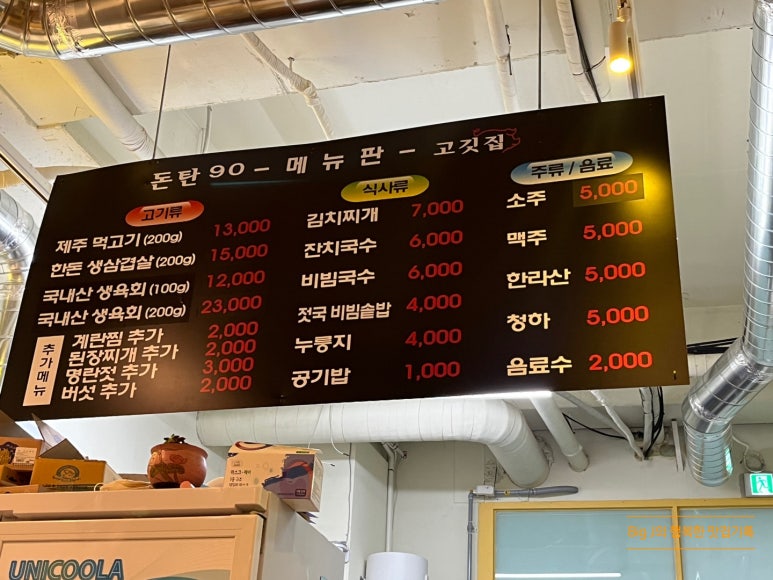 돈탄 90 - 메뉴판 - 고깃집
고기류
제주 먹고기 (200g) 13,000
한돈 생삼겹살 (200g) 15,000
국내산 생육회 (100g) 12,000
국내산 생육회 (200g) 23,000
추가메뉴
계란찜 추가 2,000
된장찌개 추가 2,000
명란전 추가 3,000
버섯 추가 2,000
식사류
김치찌개 7,000
잔치국수 6,000
비빔국수 6,000
젓국 비빔솥밥 4,000
누룽지 4,000
공기밥 1,000
주류 / 음료
소주 5,000
맥주 5,000
한라산 5,000
청하 5,000
음료수 2,000
UNICOOLA